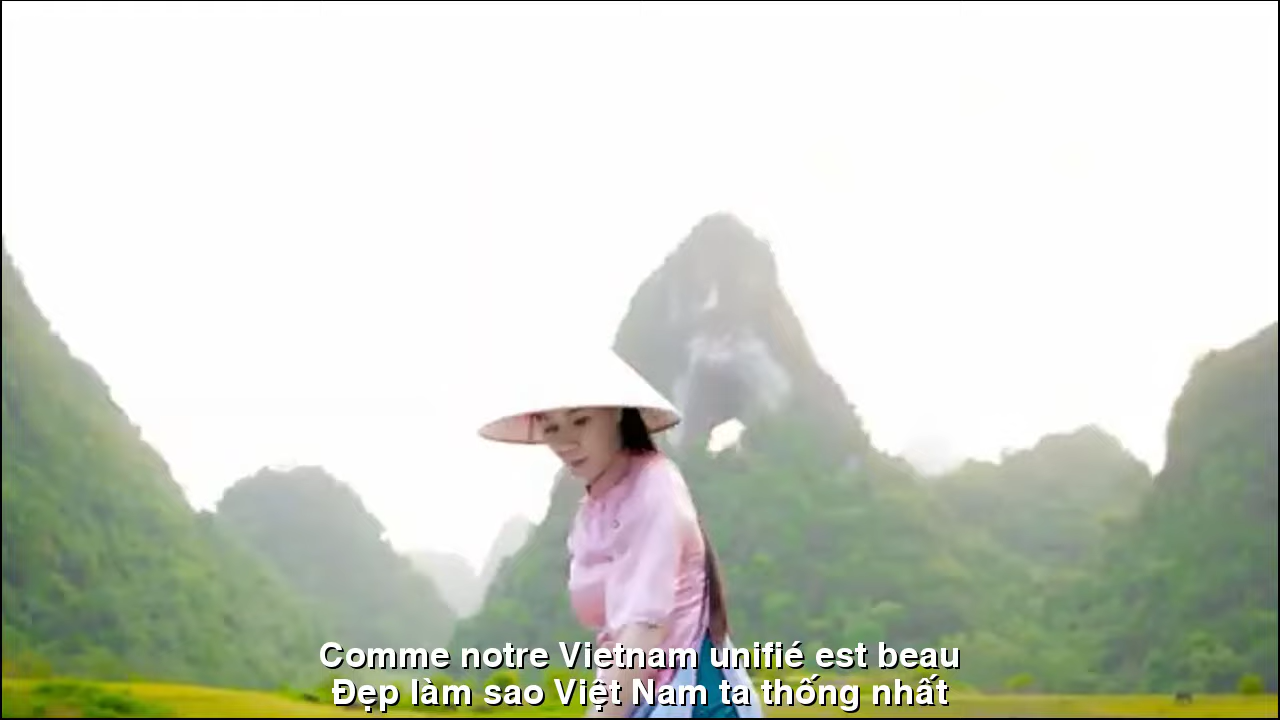 Comme notre Vietnam unifié est beau
Đẹp làm sao Việt Nam ta thống nhất